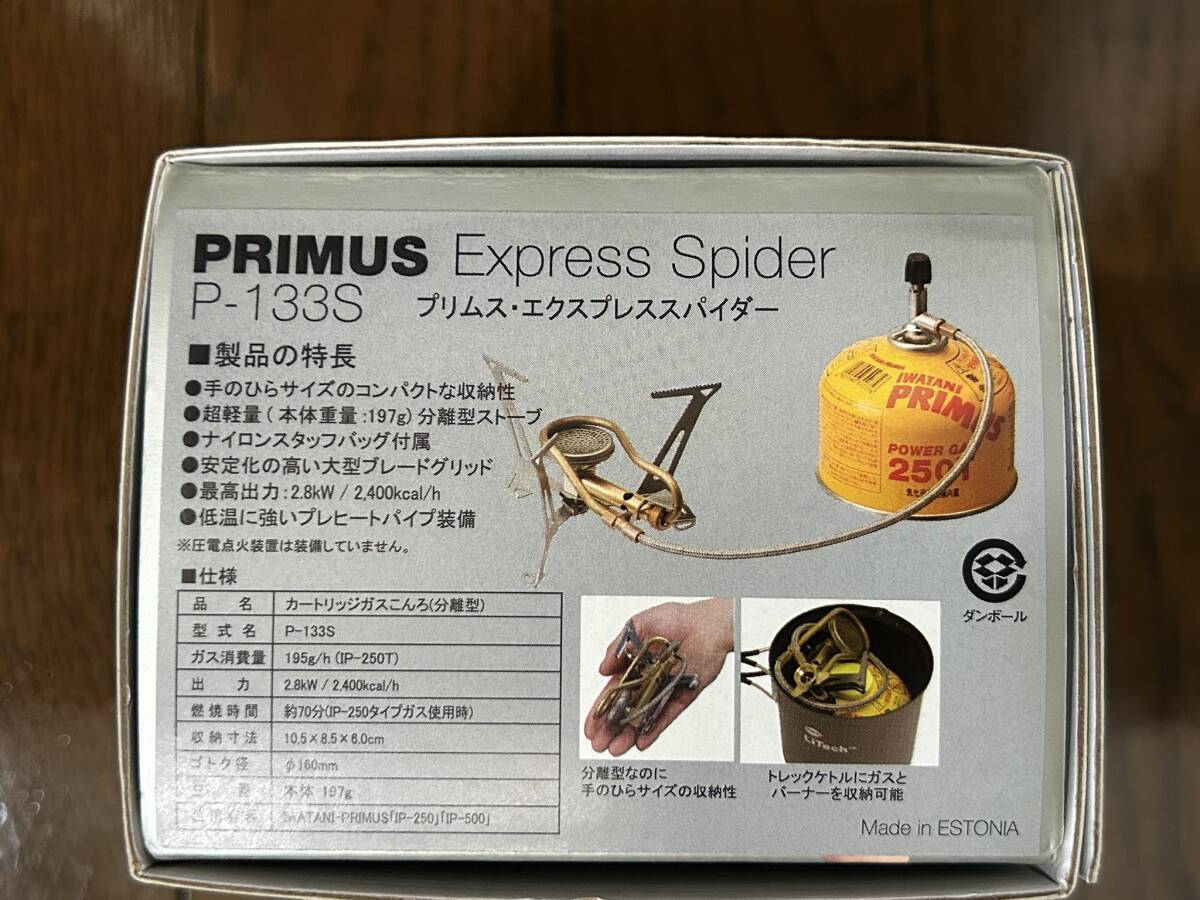 PRIMUS Express Spider
P-133S プリムス・エクスプレススパイダー
■製品の特長
●手のひらサイズのコンパクトな収納性
●超軽量(本体重量:197g)分離型ストーブ
●ナイロンスタッフバッグ付属
●安定化の高い大型ブレードグリッド
●最高出力:2.8kW / 2,400kcal/h
●低温に強いプレヒートパイプ装備
※圧電点火装置は装備していません。
■仕様
品名 カートリッジガスこんろ(分離型)
型式名 P-133S
ガス消費量 195g/h (IP-250T)
出力 2.8kW / 2,400kcal/h
燃焼時間 約70分(IP-250タイプガス使用時)
収納寸法 10.5×8.5×6.0cm
ゴトク径 φ160mm
本体 197g
IWATANI-PRIMUS「IP-250」「IP-500」
IWATANI
PRIMUS
POWER GA
250T
ダンボール
LiTech™
分離型なのに
手のひらサイズの収納性
トレックケトルにガスと
バーナーを収納可能
Made in ESTONIA